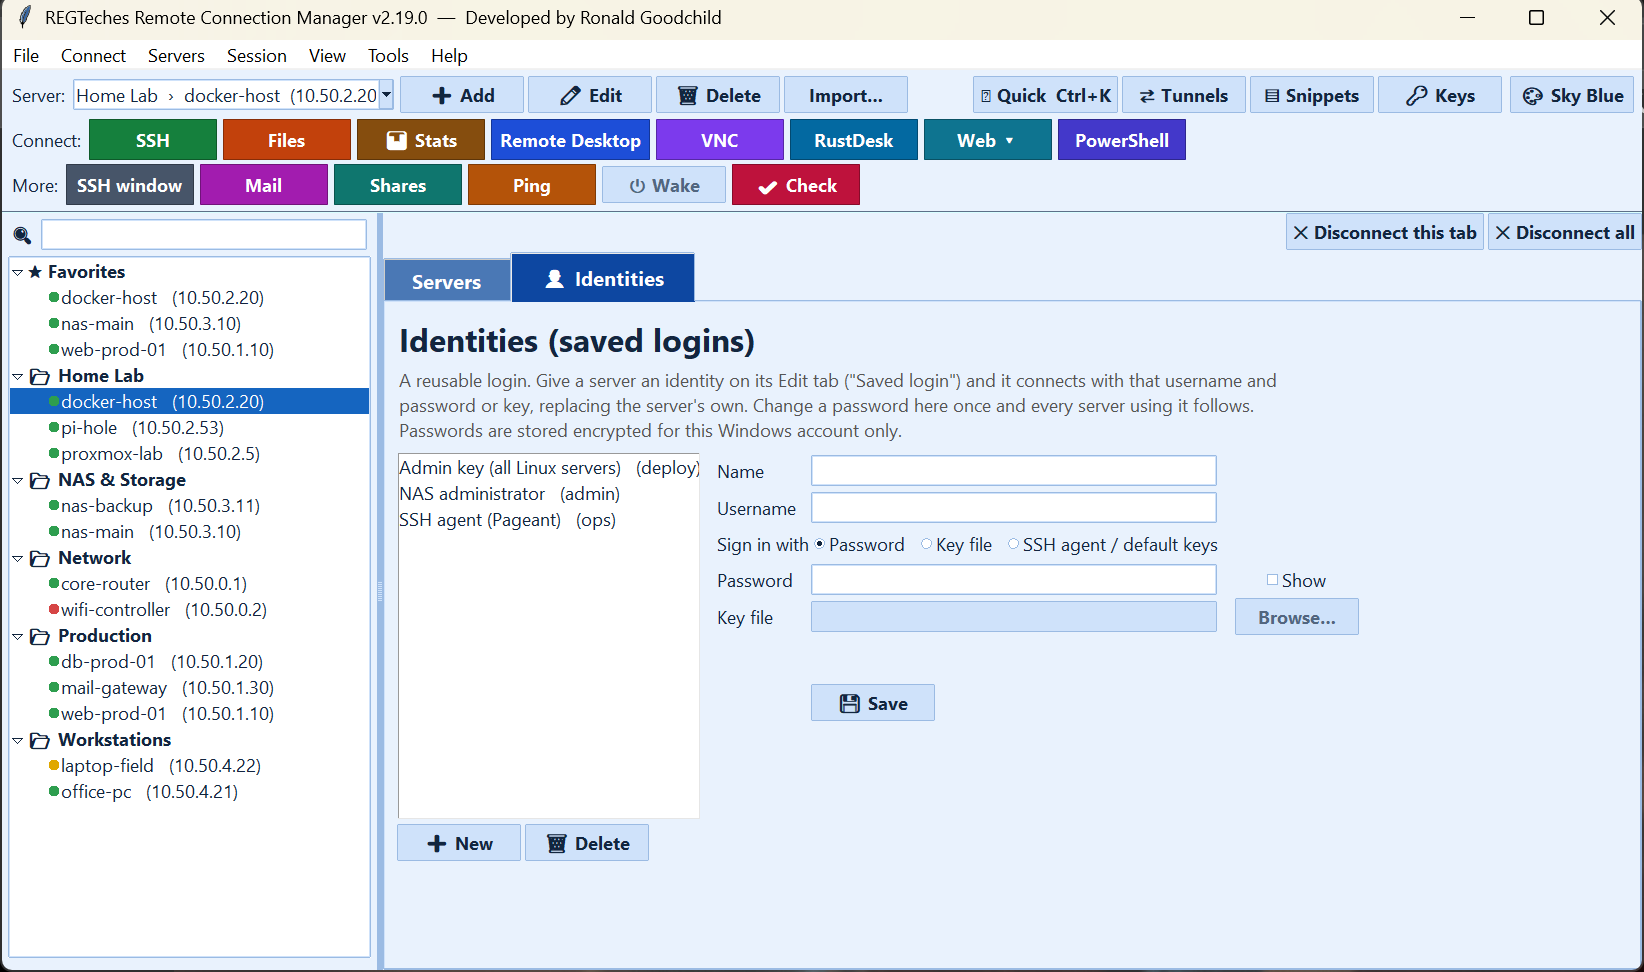 REGTeches Remote Connection Manager v2.19.0 — Developed by Ronald Goodchild
File Connect Servers Session View Tools Help
Server: Home Lab › docker-host (10.50.2.20 Add Edit Delete Import... Quick Ctrl+K Tunnels Snippets Keys Sky Blue
Connect: SSH Files Stats Remote Desktop VNC RustDesk Web PowerShell
More: SSH window Mail Shares Ping Wake Check
Disconnect this tab Disconnect all
Favorites
docker-host (10.50.2.20)
nas-main (10.50.3.10)
web-prod-01 (10.50.1.10)
Home Lab
docker-host (10.50.2.20)
pi-hole (10.50.2.53)
proxmox-lab (10.50.2.5)
NAS & Storage
nas-backup (10.50.3.11)
nas-main (10.50.3.10)
Network
core-router (10.50.0.1)
wifi-controller (10.50.0.2)
Production
db-prod-01 (10.50.1.20)
mail-gateway (10.50.1.30)
web-prod-01 (10.50.1.10)
Workstations
laptop-field (10.50.4.22)
office-pc (10.50.4.21)
Servers Identities
Identities (saved logins)
A reusable login. Give a server an identity on its Edit tab ("Saved login") and it connects with that username and
password or key, replacing the server's own. Change a password here once and every server using it follows.
Passwords are stored encrypted for this Windows account only.
Admin key (all Linux servers) (deploy)
NAS administrator (admin)
SSH agent (Pageant) (ops)
New Delete
Name
Username
Sign in with Password Key file SSH agent / default keys
Password Show
Key file Browse...
Save